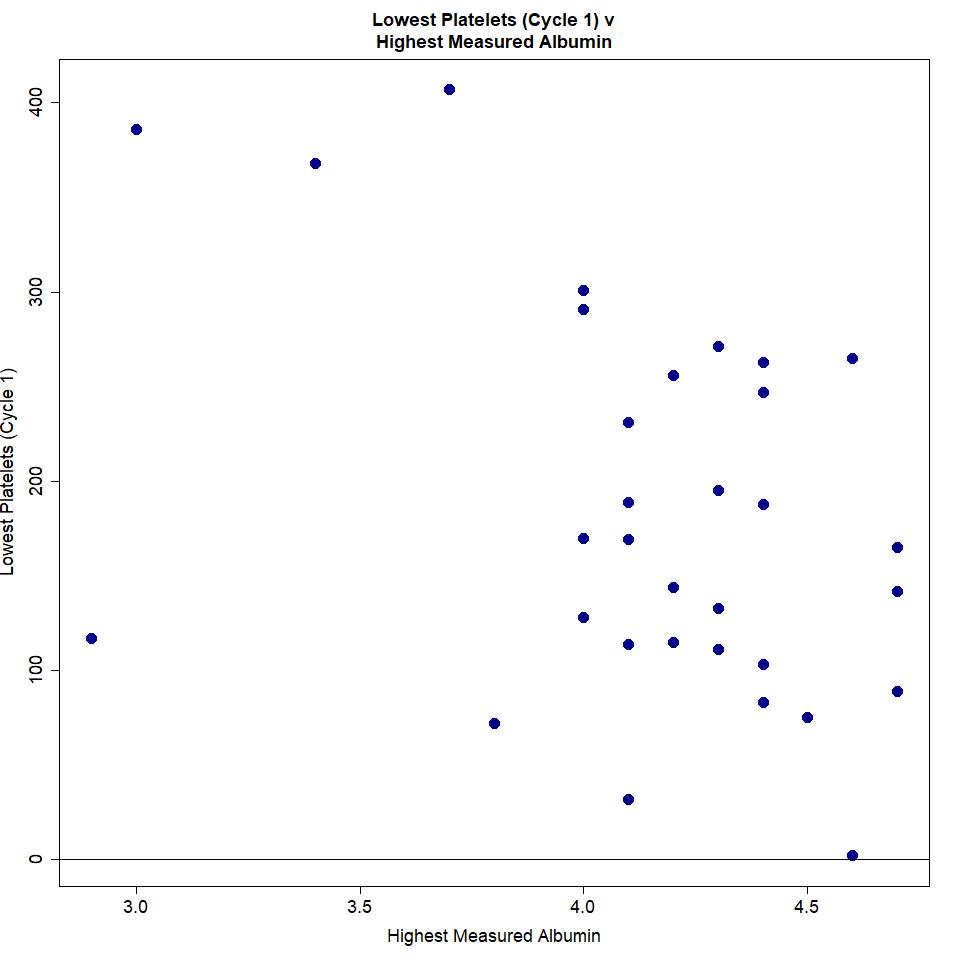 Lowest Platelets (Cycle 1) v
Highest Measured Albumin
400
300
200
100
0
Lowest Platelets (Cycle 1)
3.0
3.5
4.0
4.5
Highest Measured Albumin